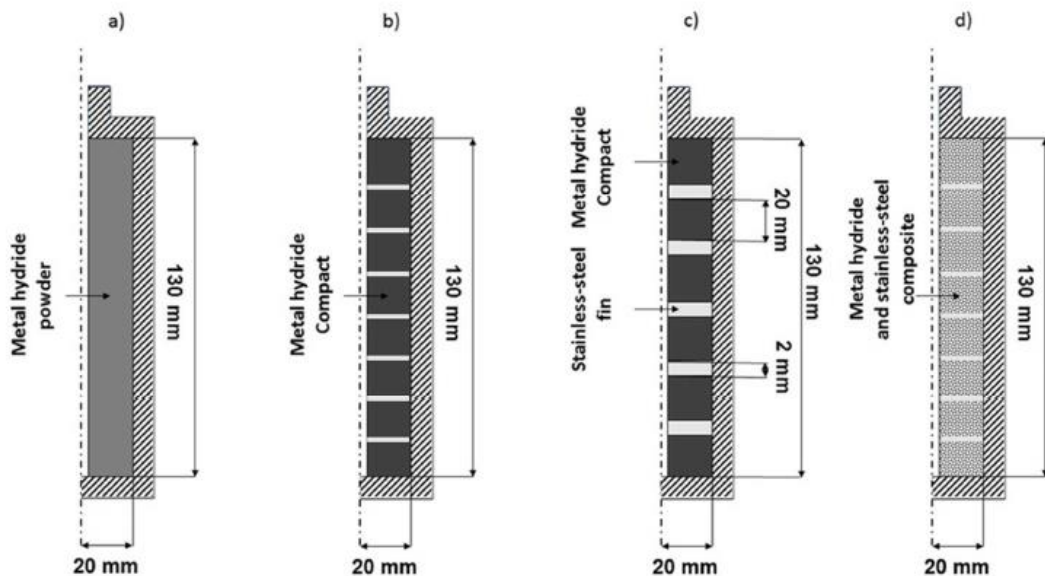 a)
Metal hydride
powder
130 mm
20 mm
b)
Metal hydride
Compact
130 mm
20 mm
c)
Metal hydride
Compact
Stainless-steel
fin
20 mm
2 mm
130 mm
20 mm
d)
Metal hydride
and stainless-steel
composite
130 mm
20 mm